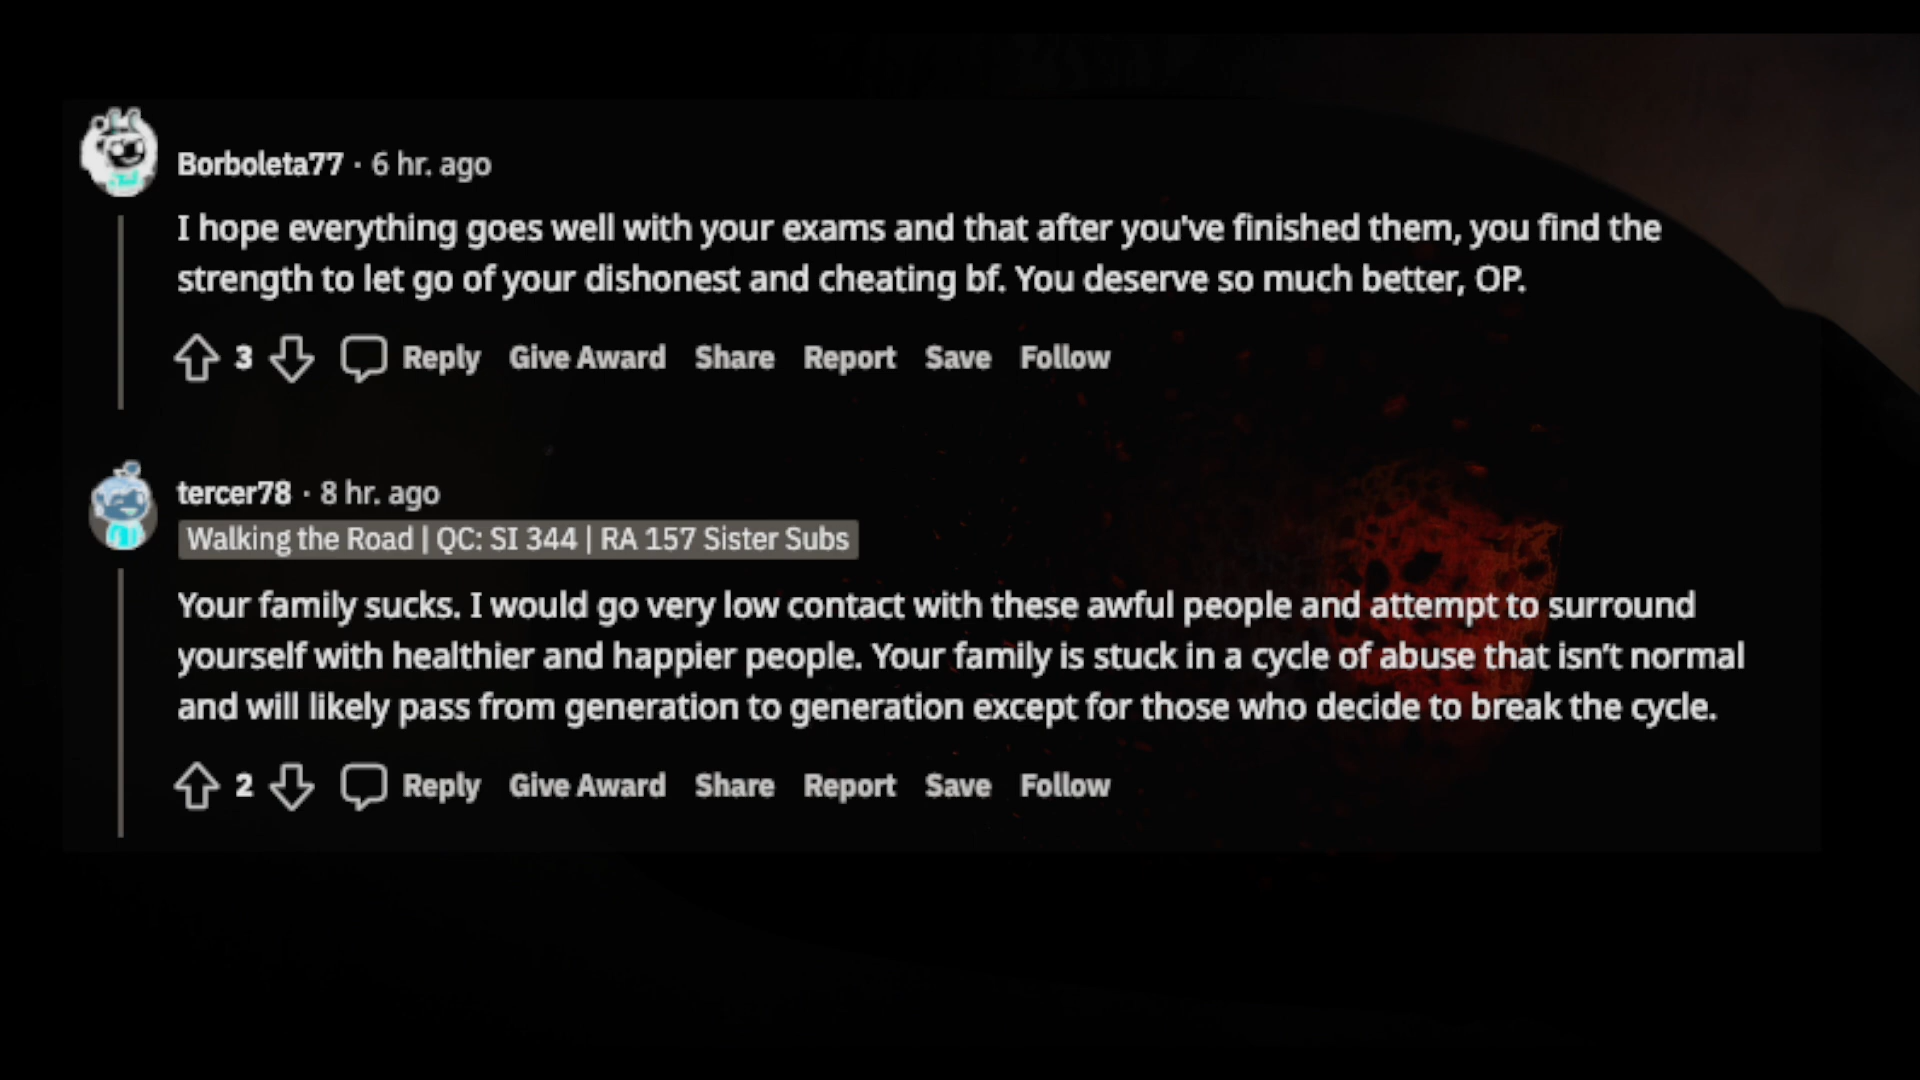 Borboleta77 · 6 hr. ago
I hope everything goes well with your exams and that after you've finished them, you find the
strength to let go of your dishonest and cheating bf. You deserve so much better, OP.
3 Reply Give Award Share Report Save Follow
tercer78 · 8 hr. ago
Walking the Road | QC: SI 344 | RA 157 Sister Subs
Your family sucks. I would go very low contact with these awful people and attempt to surround
yourself with healthier and happier people. Your family is stuck in a cycle of abuse that isn't normal
and will likely pass from generation to generation except for those who decide to break the cycle.
2 Reply Give Award Share Report Save Follow